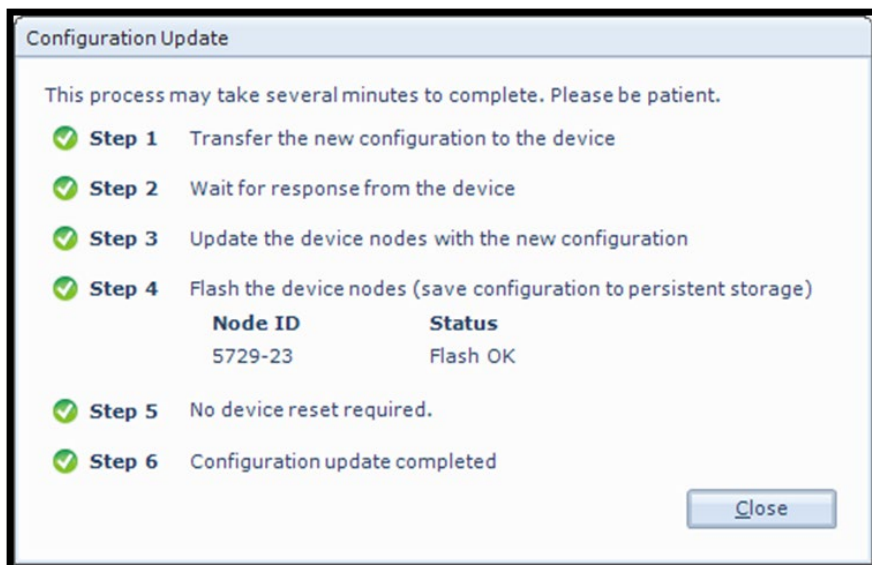 Configuration Update
This process may take several minutes to complete. Please be patient.
Step 1 Transfer the new configuration to the device
Step 2 Wait for response from the device
Step 3 Update the device nodes with the new configuration
Step 4 Flash the device nodes (save configuration to persistent storage)
Node ID Status
5729-23 Flash OK
Step 5 No device reset required.
Step 6 Configuration update completed
Close